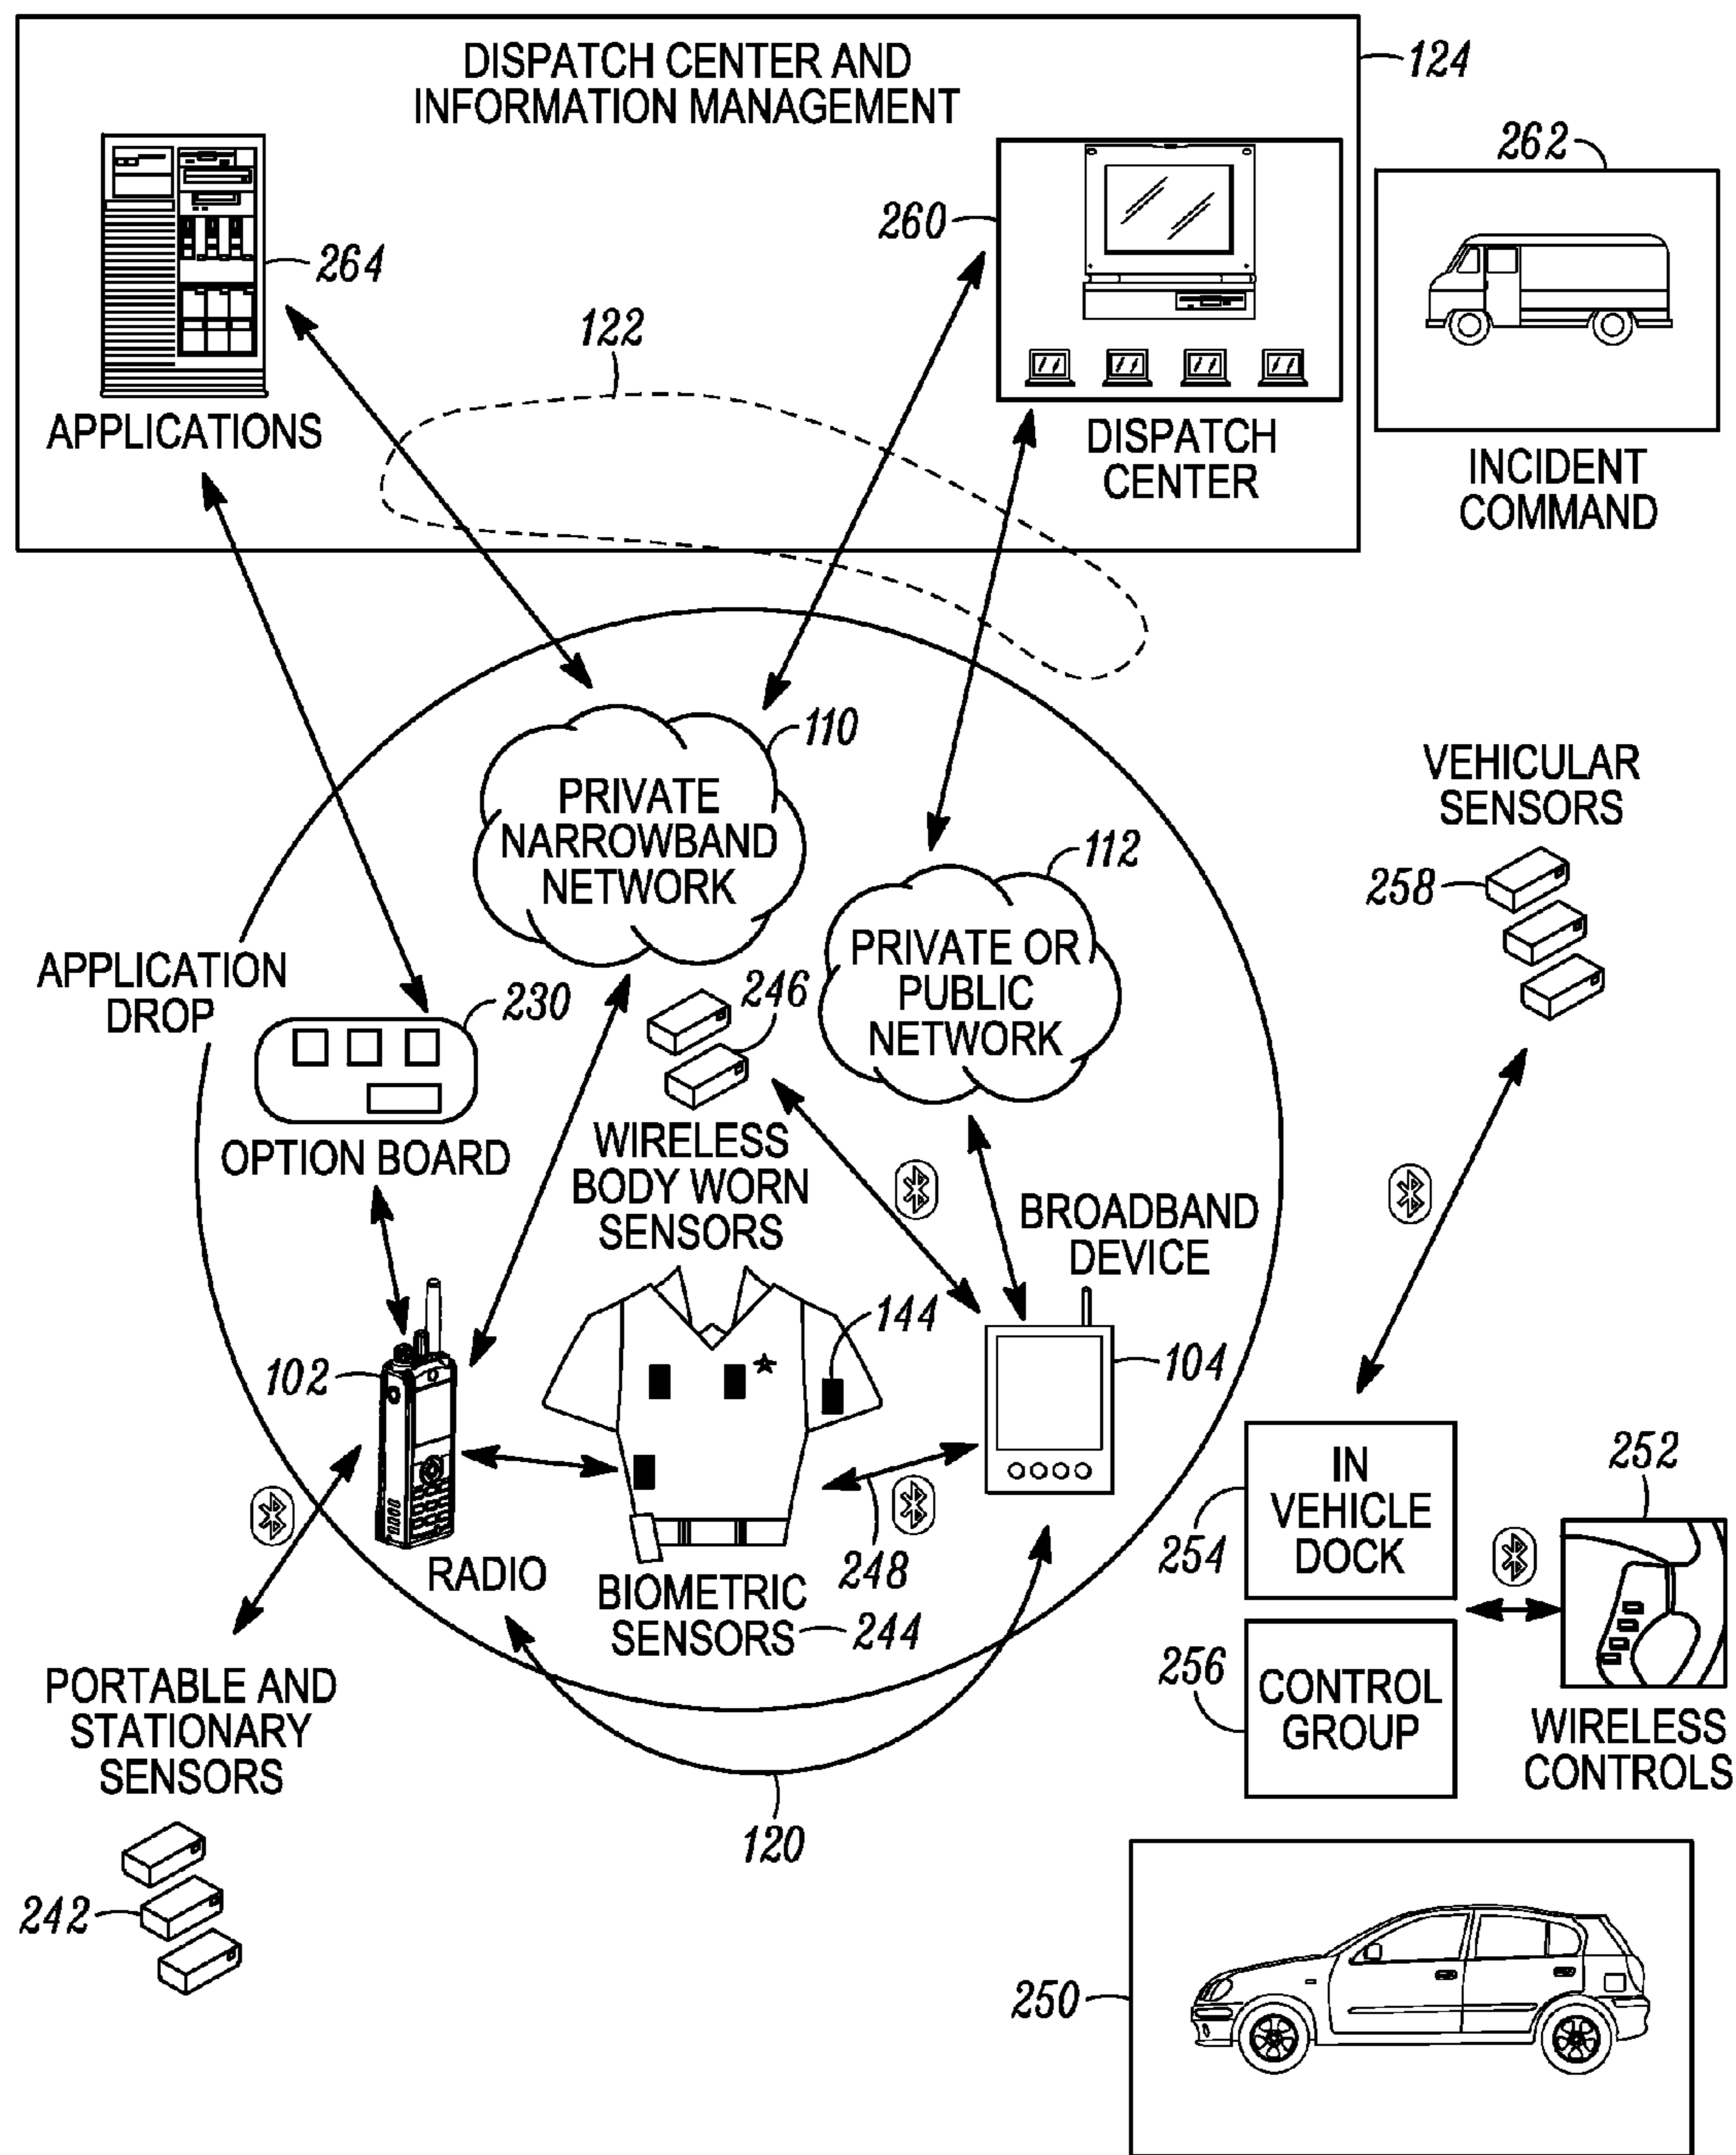 DISPATCH CENTER AND
INFORMATION MANAGEMENT
124
262
260
264
122
APPLICATIONS
DISPATCH
CENTER
INCIDENT
COMMAND
110
PRIVATE
NARROWBAND
NETWORK
VEHICULAR
SENSORS
112
258
PRIVATE OR
PUBLIC
NETWORK
APPLICATION
DROP
230
246
OPTION BOARD
WIRELESS
BODY WORN
SENSORS
BROADBAND
DEVICE
144
102
104
IN
VEHICLE
DOCK
252
254
RADIO
248
BIOMETRIC
SENSORS
244
256
CONTROL
GROUP
WIRELESS
CONTROLS
PORTABLE AND
STATIONARY
SENSORS
120
242
250